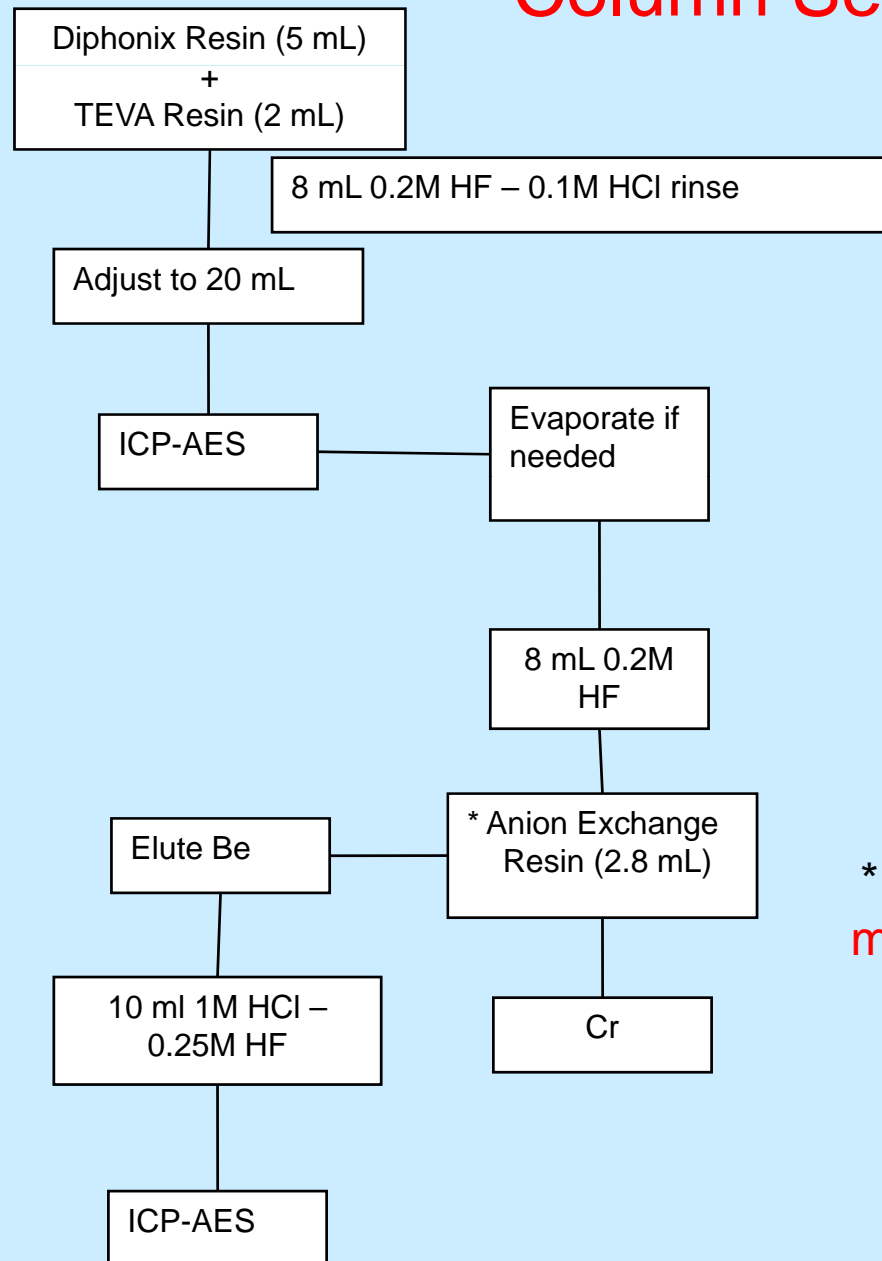 Diphonix Resin (5 mL)
+
TEVA Resin (2 mL)
8 mL 0.2M HF – 0.1M HCl rinse
Adjust to 20 mL
ICP-AES
Evaporate if
needed
8 mL 0.2M
HF
* Anion Exchange
Resin (2.8 mL)
Elute Be
*
10 ml 1M HCl –
0.25M HF
Cr
ICP-AES